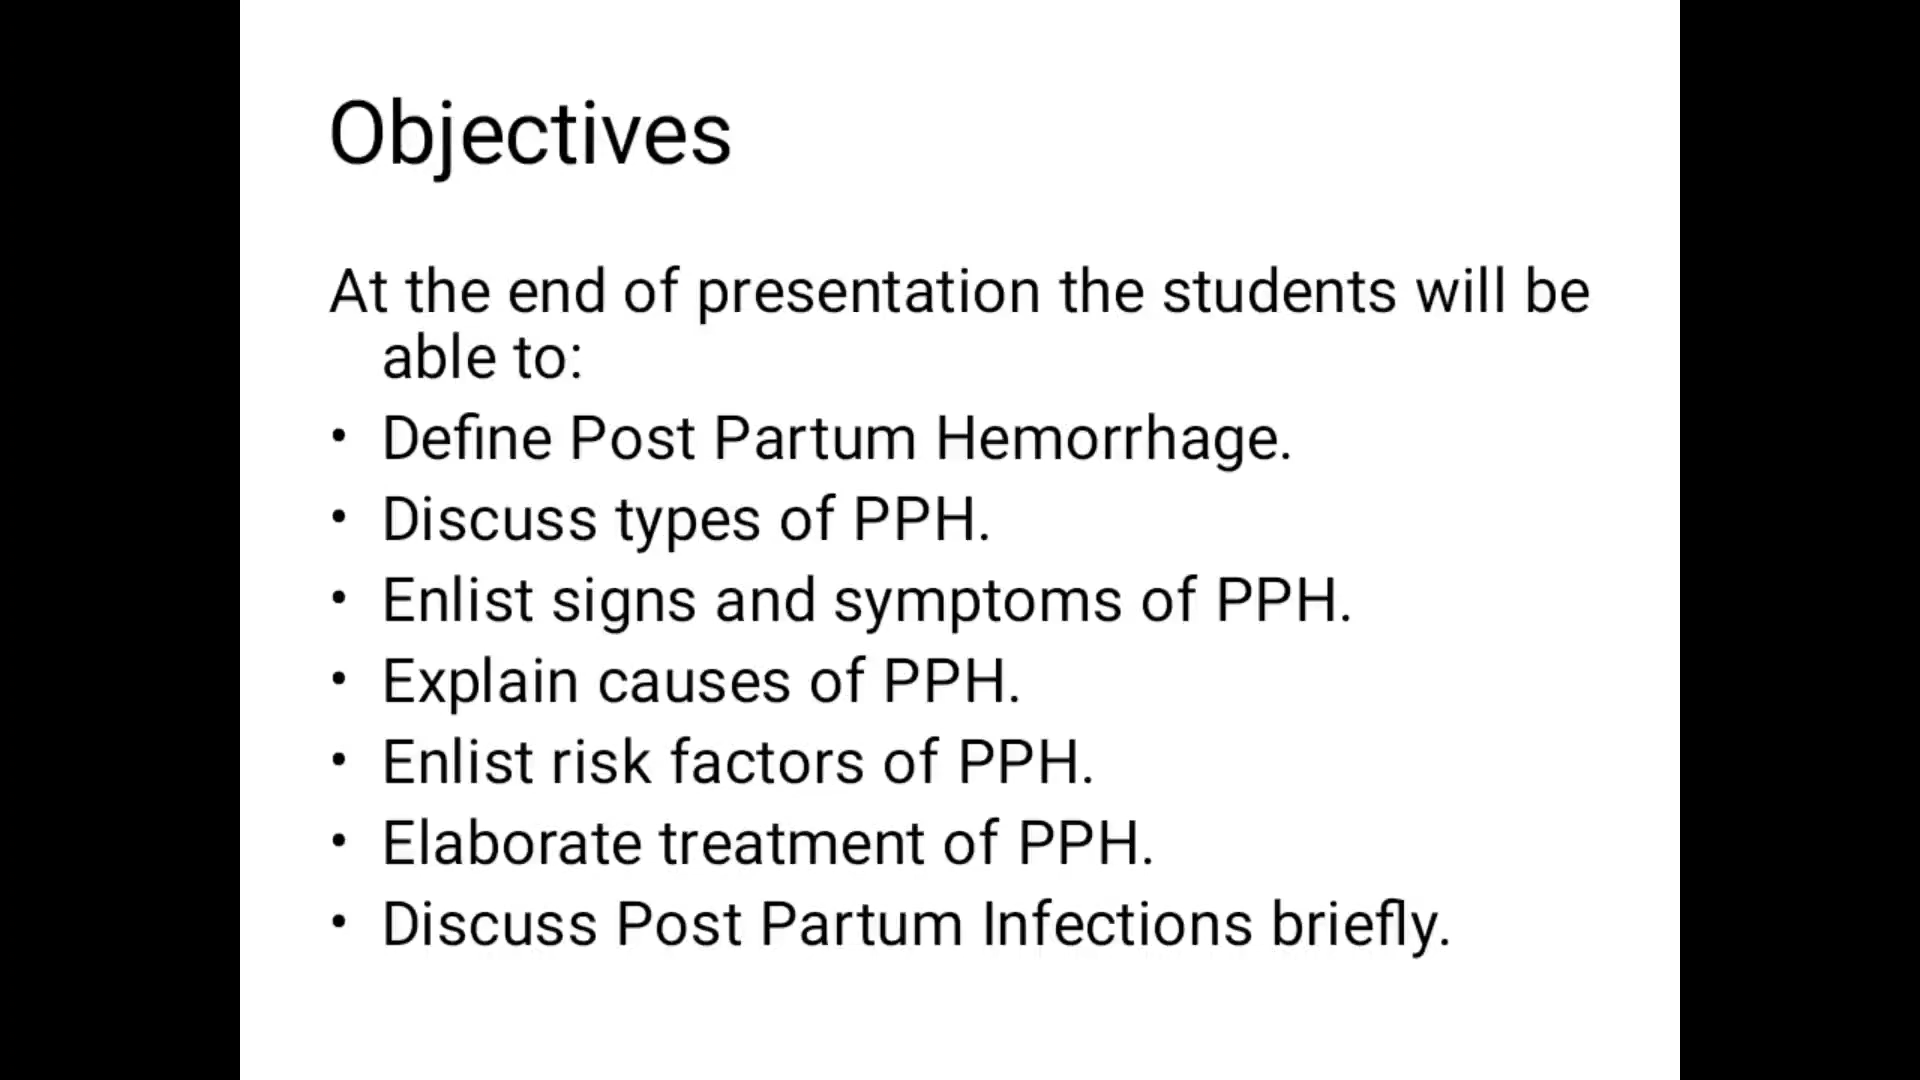 Objectives
At the end of presentation the students will be
able to:
• Define Post Partum Hemorrhage.
• Discuss types of PPH.
• Enlist signs and symptoms of PPH.
• Explain causes of PPH.
• Enlist risk factors of PPH.
• Elaborate treatment of PPH.
• Discuss Post Partum Infections briefly.